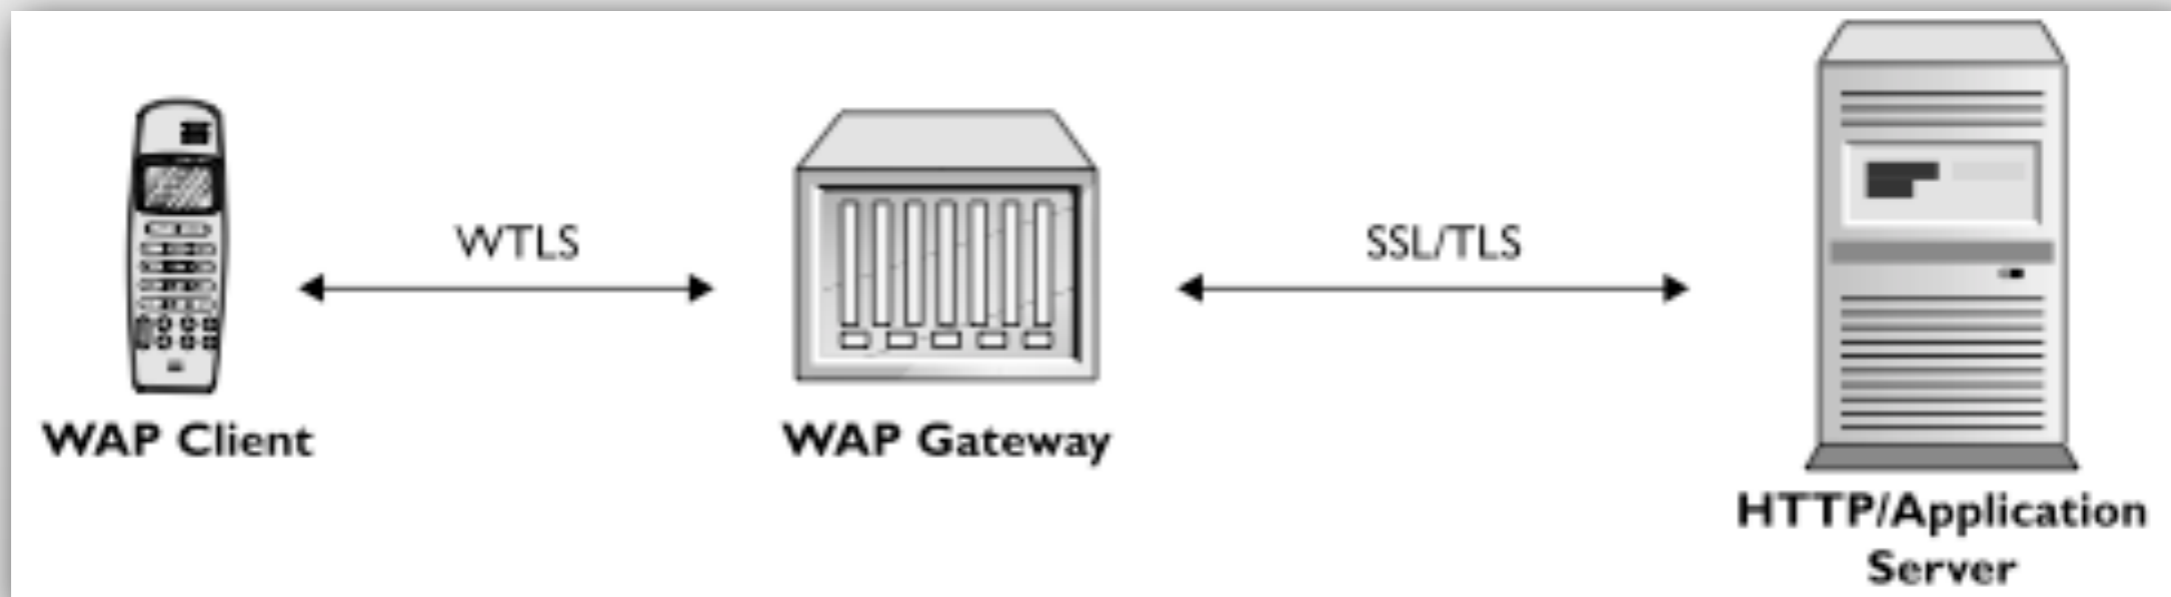 WTLS
SSL/TLS
WAP Client
WAP Gateway
HTTP/Application
Server